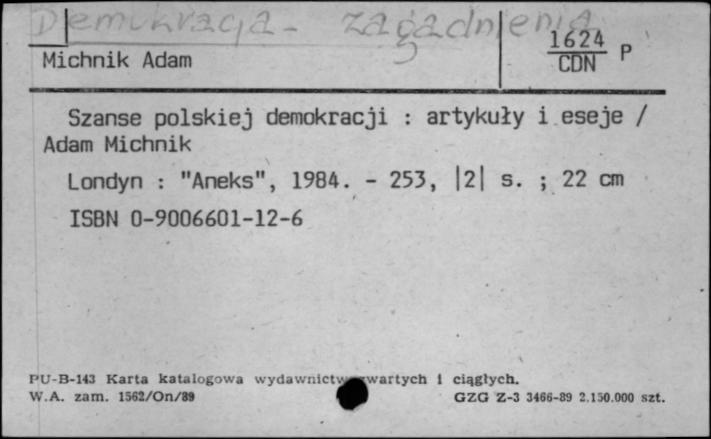 Demokracja - zagadnienia
Michnik Adam
1624
CDN P
Szanse polskiej demokracji : artykuły i eseje /
Adam Michnik
Londyn : "Aneks", 1984. - 253, |2| s. ; 22 cm
ISBN 0-9006601-12-6
PU-B-143 Karta katalogowa wydawnictw zwartych i ciągłych.
W.A. zam. 1562/On/89 GZG Z-3 3466-89 2.150.000 szt.